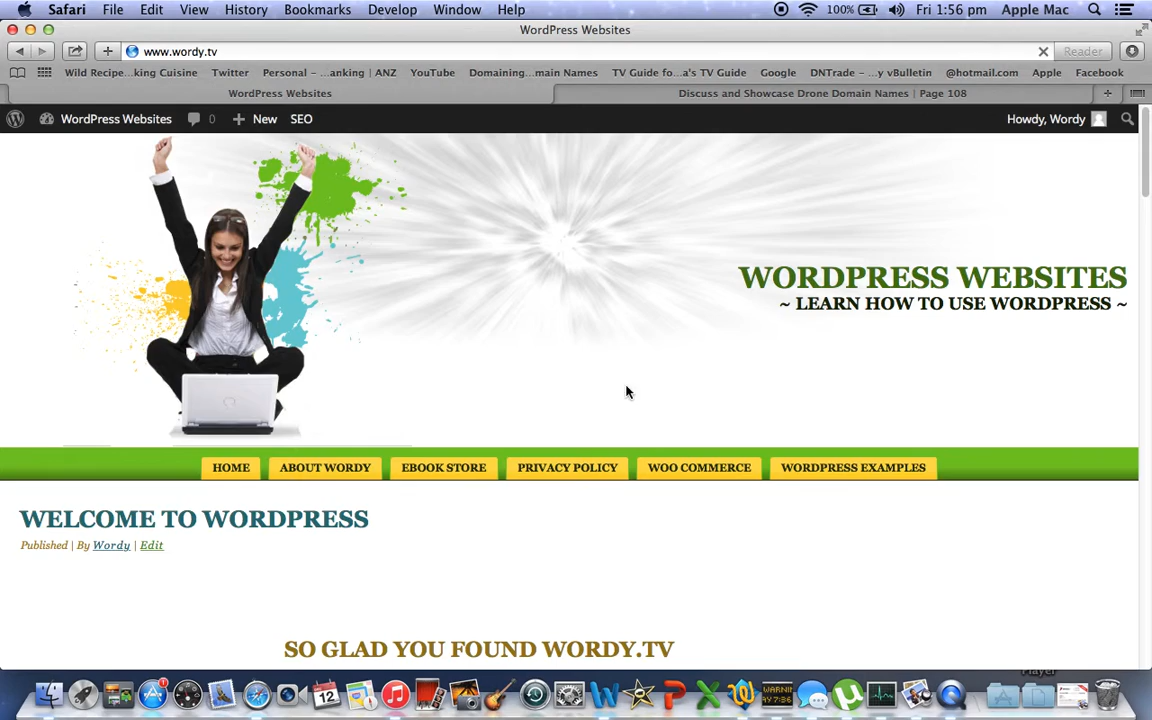 Safari File Edit View History Bookmarks Develop Window Help 100% Fri 1:56 pm Apple Mac
WordPress Websites
www.wordy.tv Reader
Wild Recipe...king Cuisine Twitter Personal – ...anking | ANZ YouTube Domaining...main Names TV Guide fo...a's TV Guide Google DNTrade – ...y vBulletin @hotmail.com Apple Facebook
WordPress Websites Discuss and Showcase Drone Domain Names | Page 108
WordPress Websites 0 + New SEO Howdy, Wordy
WORDPRESS WEBSITES
~ LEARN HOW TO USE WORDPRESS ~
HOME ABOUT WORDY EBOOK STORE PRIVACY POLICY WOO COMMERCE WORDPRESS EXAMPLES
WELCOME TO WORDPRESS
Published | By Wordy | Edit
SO GLAD YOU FOUND WORDY.TV
12